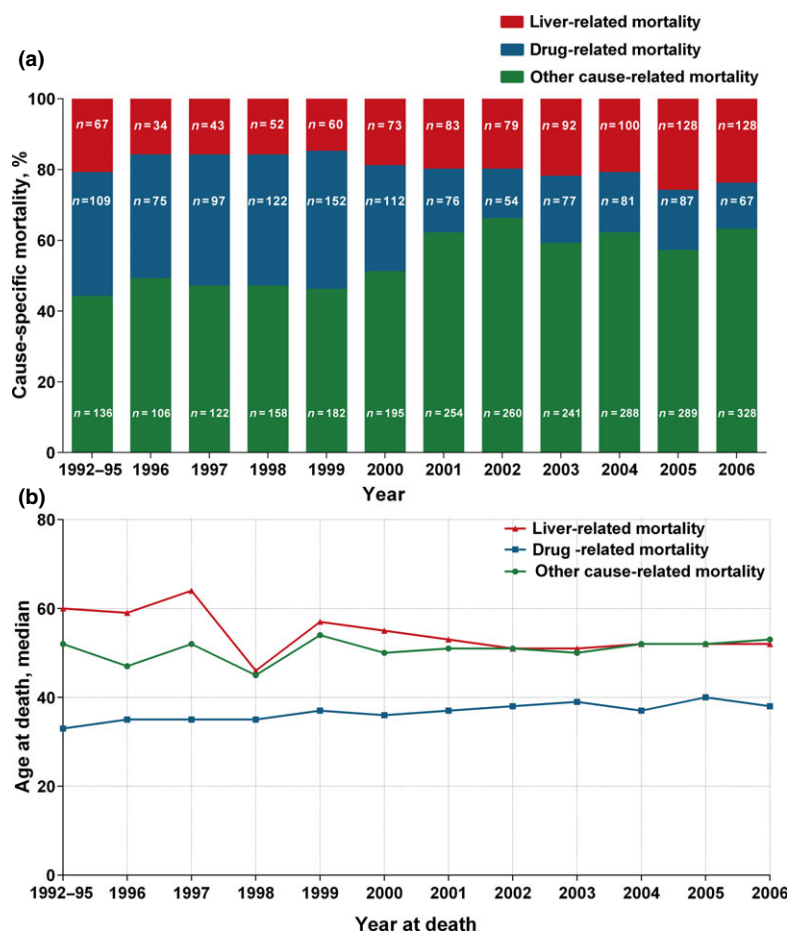 Liver-related mortality
Drug-related mortality
Other cause-related mortality
(a)
Cause-specific mortality, %
100
80
60
40
20
0
n=67 n=34 n=43 n=52 n=60 n=73 n=83 n=79 n=92 n=100 n=128 n=128
n=109 n=75 n=97 n=122 n=152 n=112 n=76 n=54 n=77 n=81 n=87 n=67
n=136 n=106 n=122 n=158 n=182 n=195 n=254 n=260 n=241 n=288 n=289 n=328
1992–95 1996 1997 1998 1999 2000 2001 2002 2003 2004 2005 2006
Year
(b)
Age at death, median
80
60
40
20
0
Liver-related mortality
Drug -related mortality
Other cause-related mortality
1992–95 1996 1997 1998 1999 2000 2001 2002 2003 2004 2005 2006
Year at death